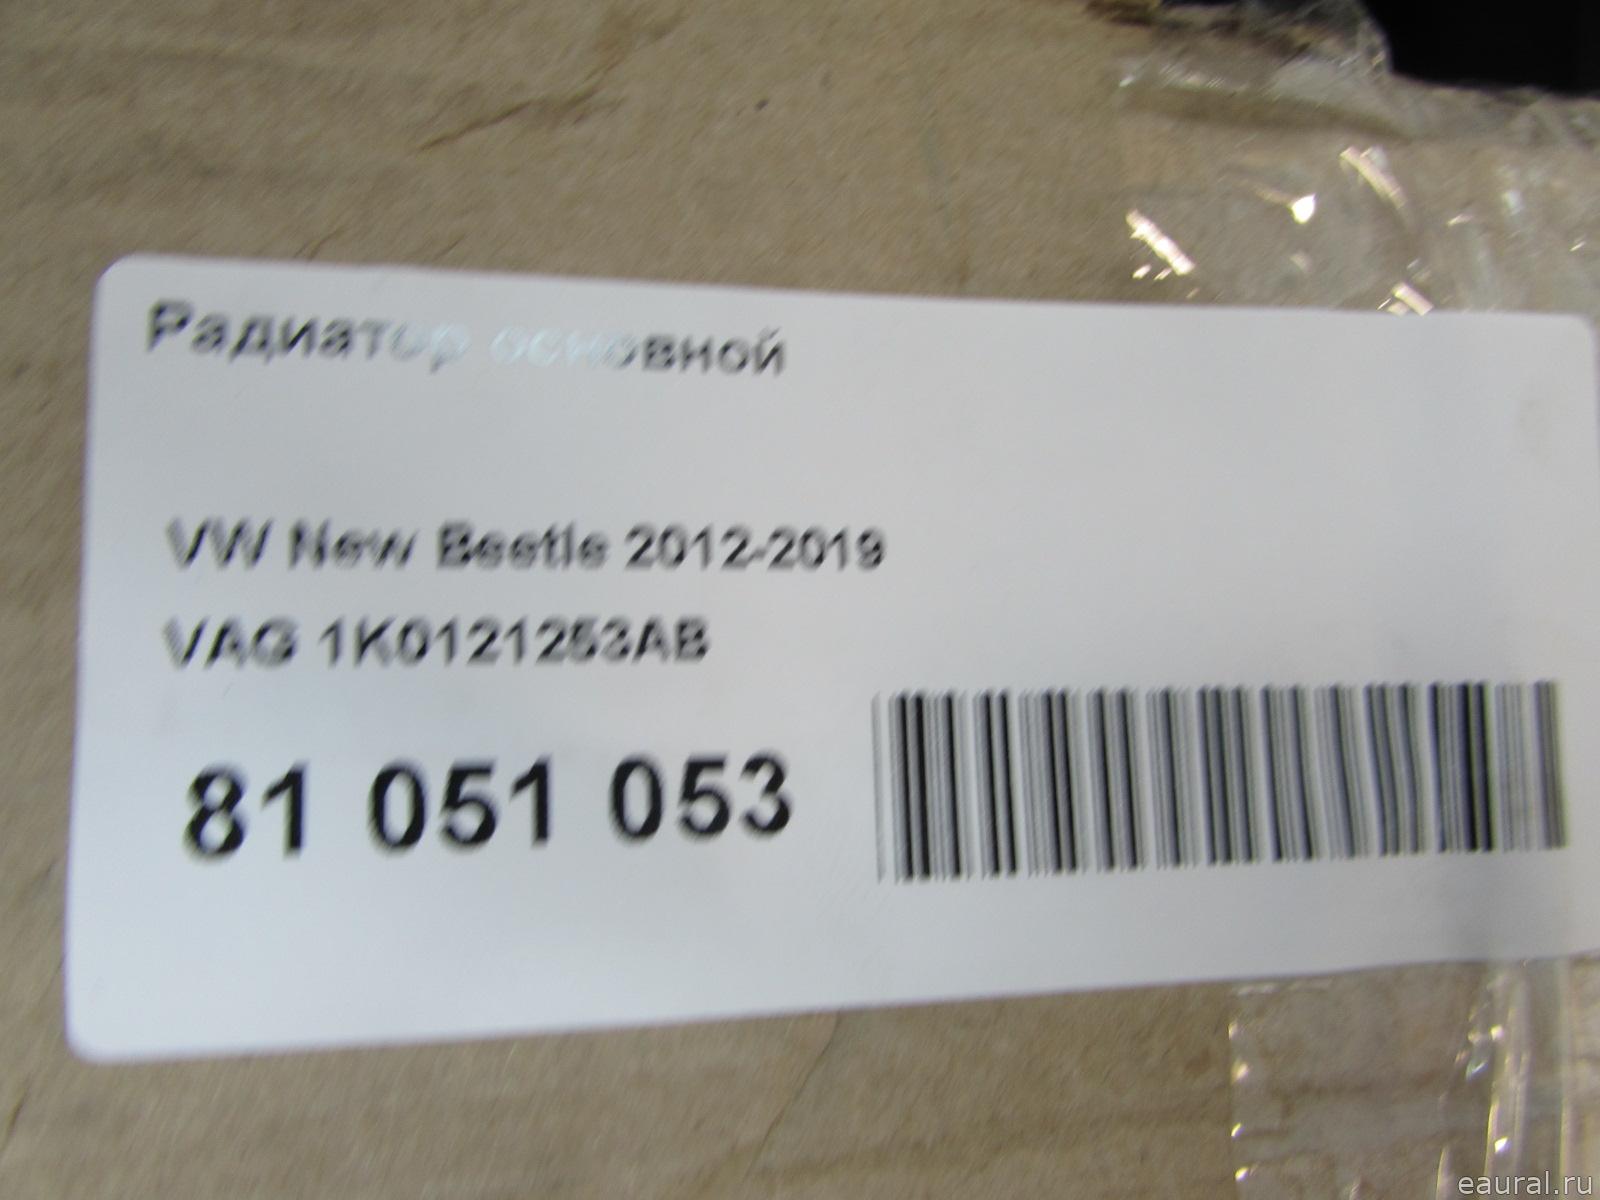 Радиатор основной
VW New Beetle 2012-2019
VAG 1K0121253AB
81 051 053
eaural.ru